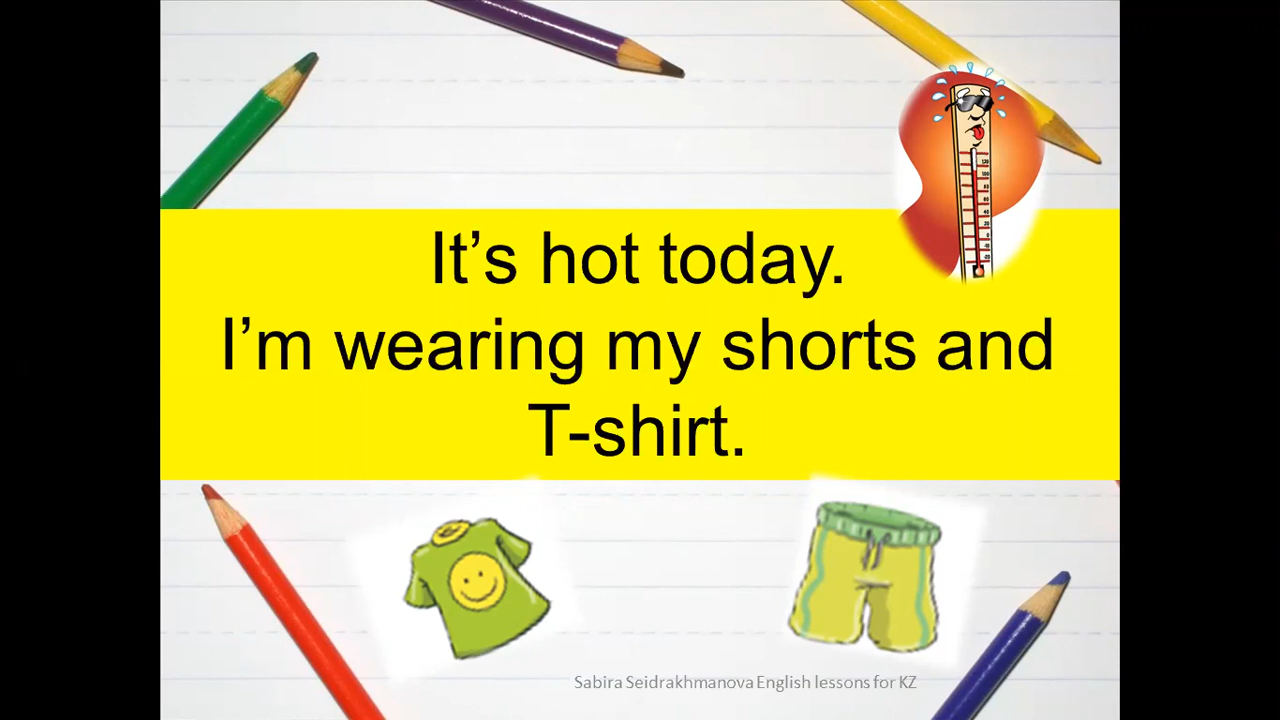 It’s hot today.
I’m wearing my shorts and
T-shirt.
Sabira Seidrakhmanova English lessons for KZ